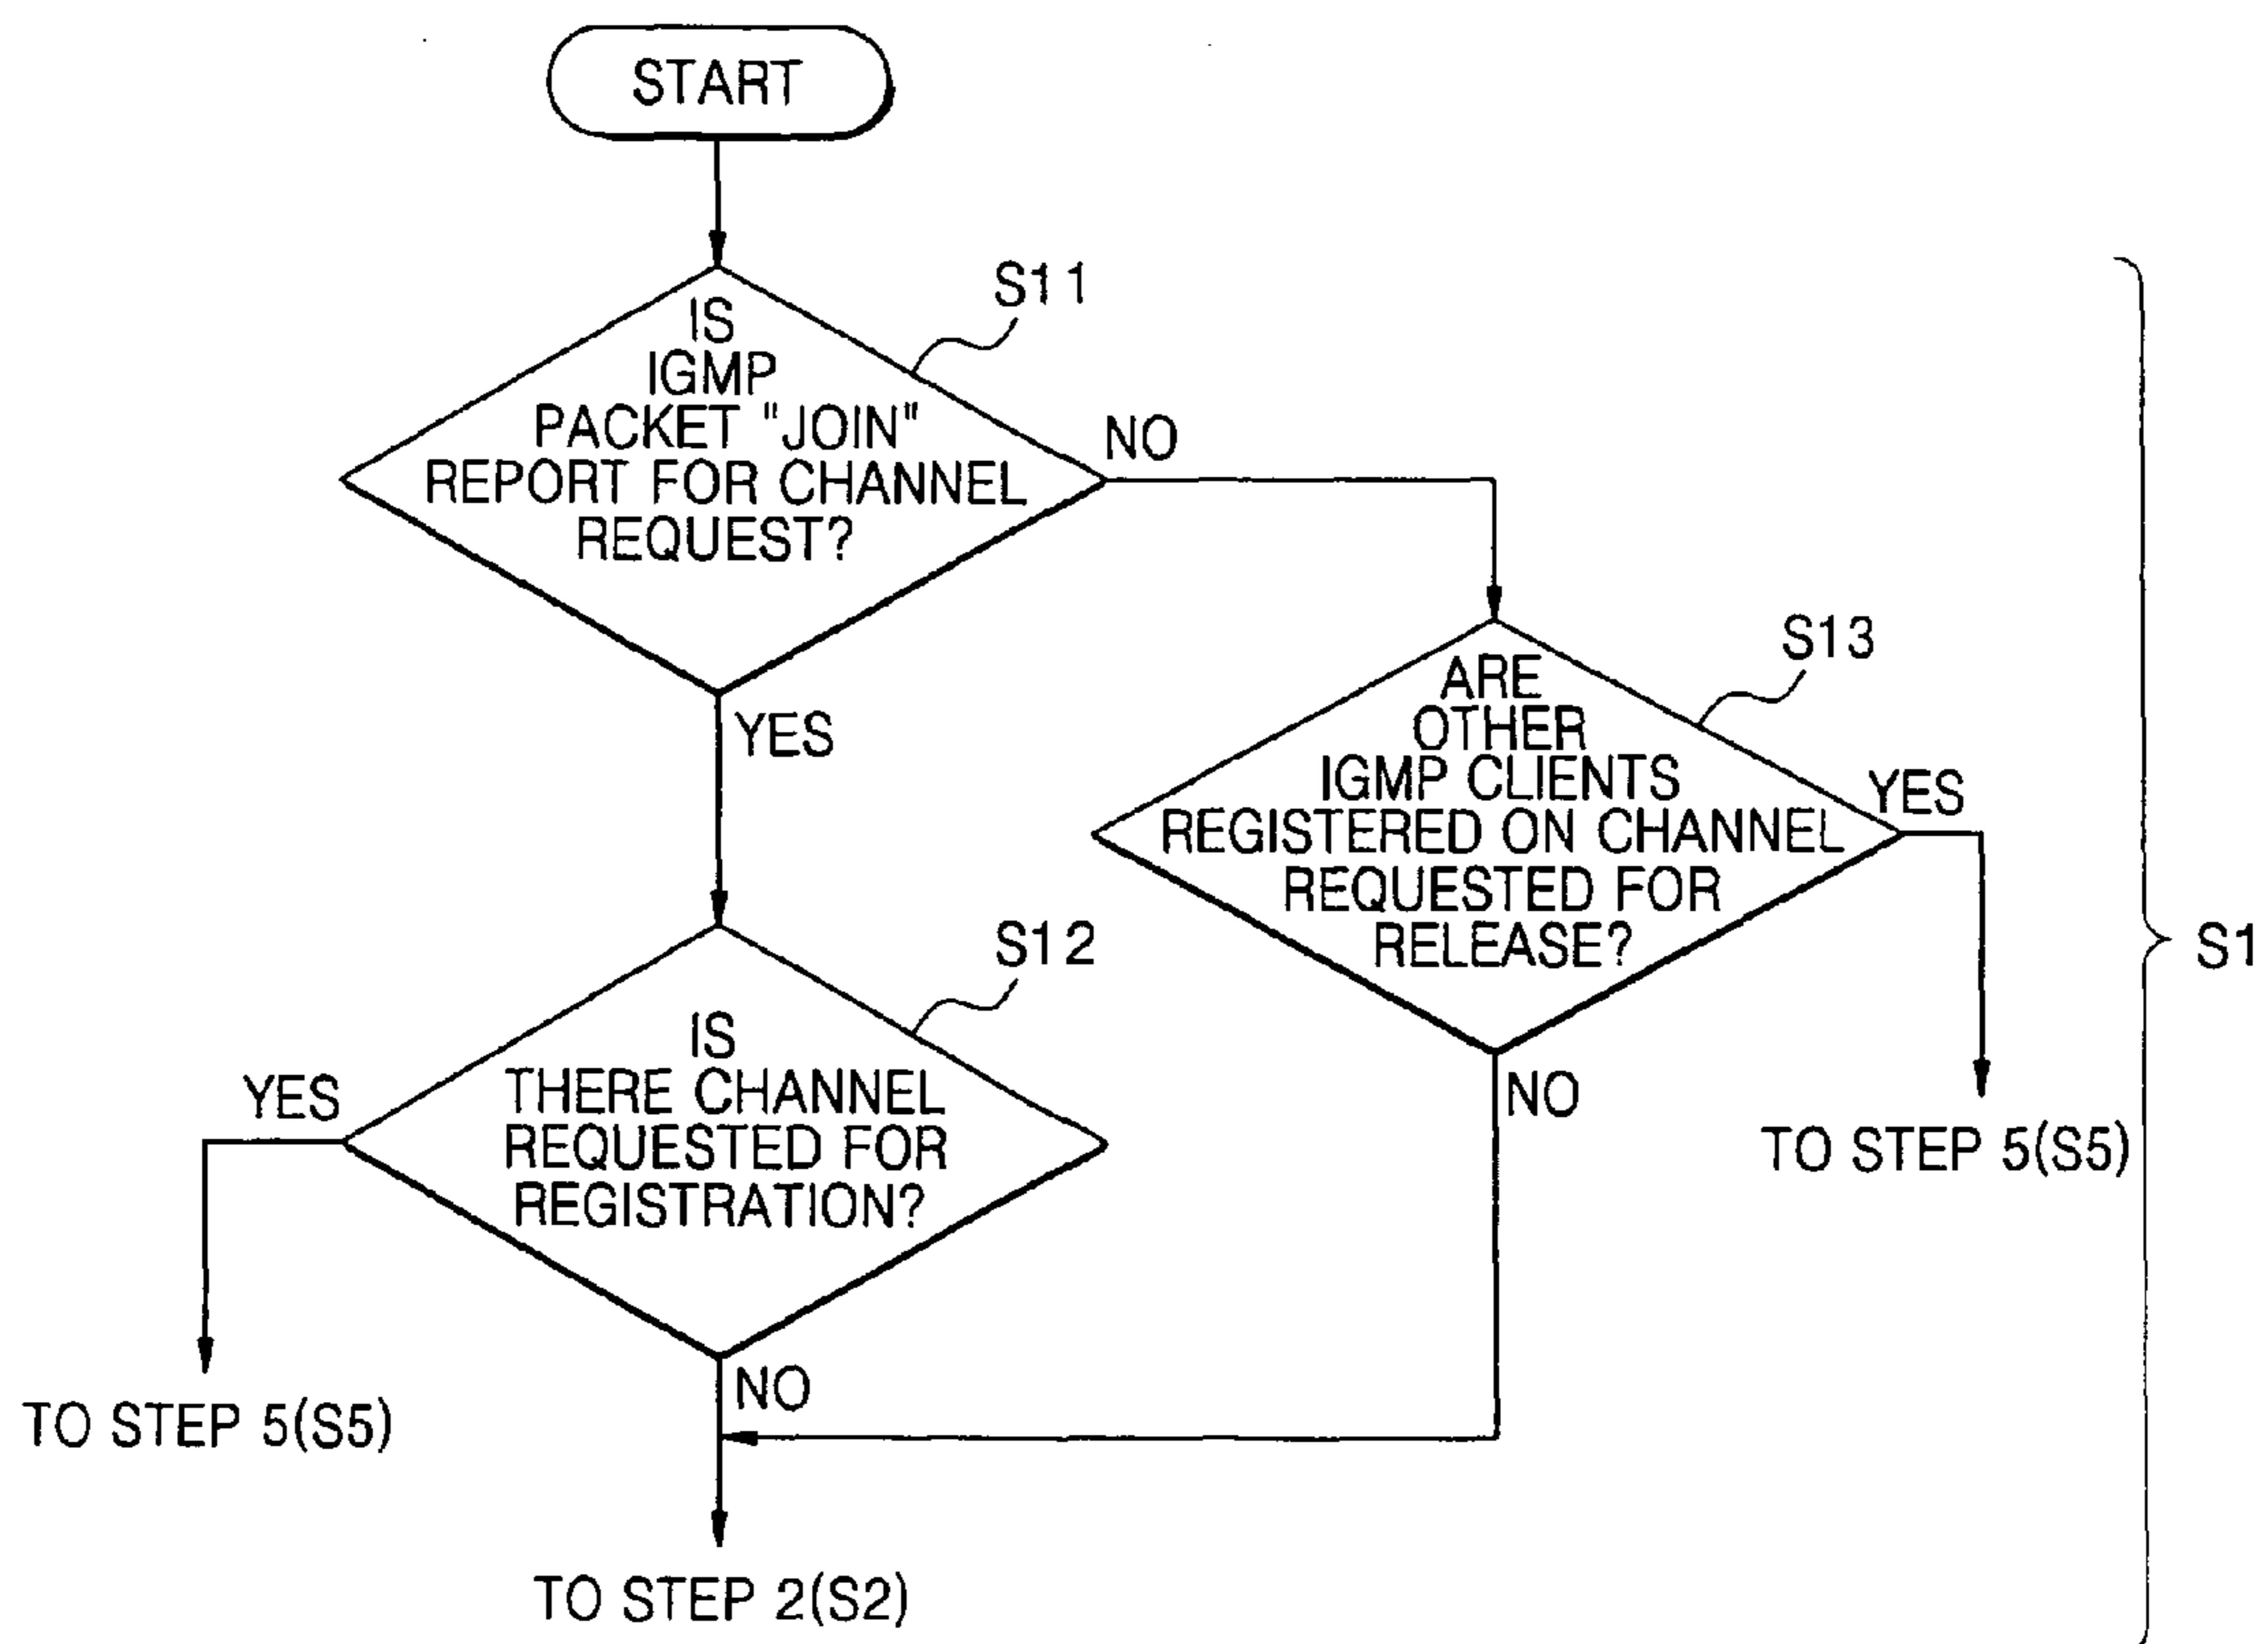 START
S11
IS
IGMP
PACKET "JOIN"
REPORT FOR CHANNEL
REQUEST?
NO
YES
S13
ARE
OTHER
IGMP CLIENTS
REGISTERED ON CHANNEL
REQUESTED FOR
RELEASE?
YES
NO
TO STEP 5(S5)
S12
IS
THERE CHANNEL
REQUESTED FOR
REGISTRATION?
YES
NO
TO STEP 5(S5)
TO STEP 2(S2)
S1